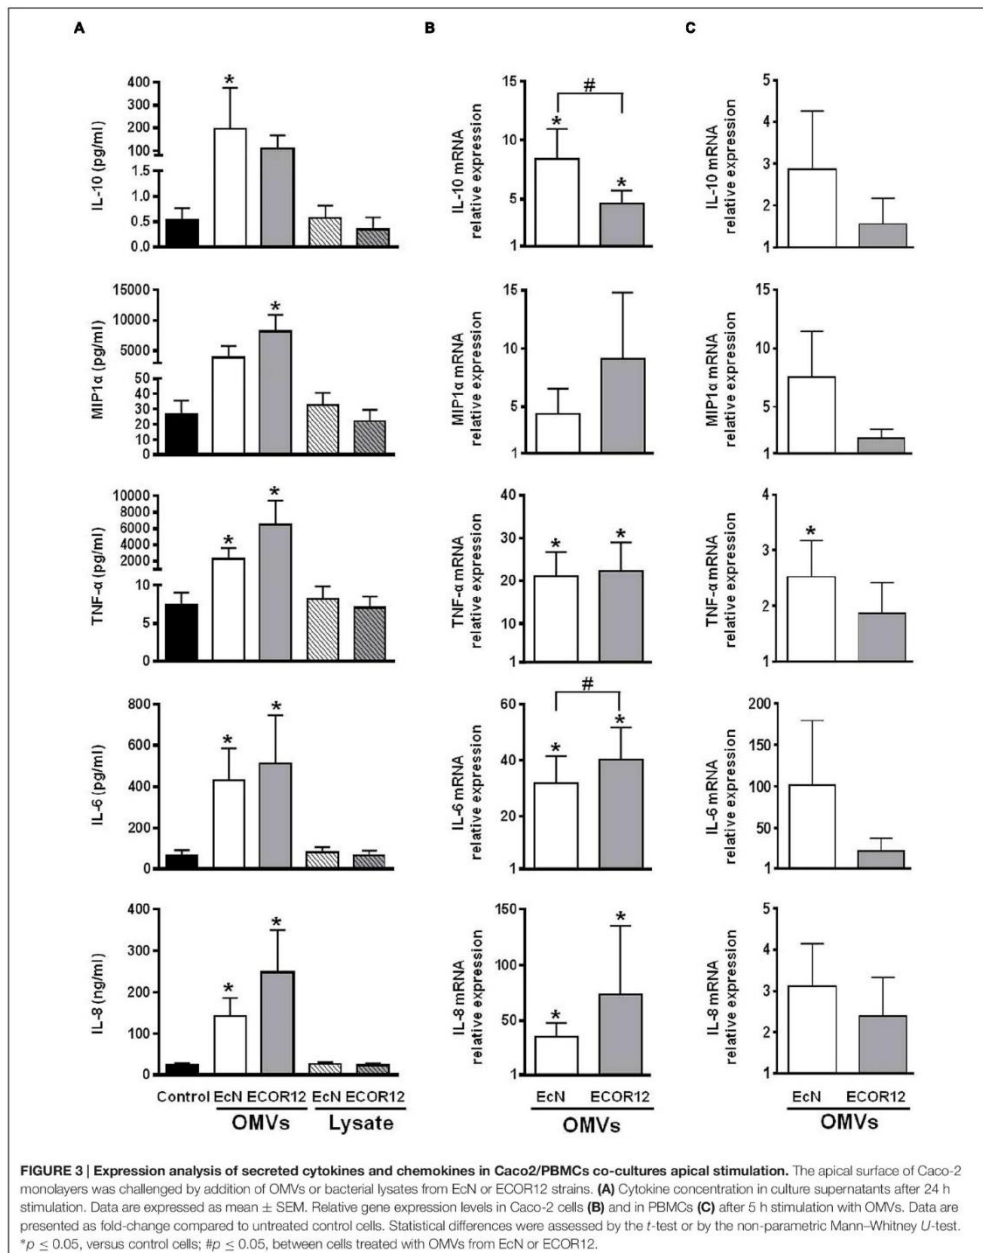 A
B
C
IL-10 (pg/ml)
400
300
200
100
1.5
1.0
0.5
0.0
*
IL-10 mRNA
relative expression
15
10
5
1
*
#
*
IL-10 mRNA
relative expression
5
4
3
2
1
MIP1α (pg/ml)
15000
10000
5000
50
40
30
20
10
0
*
MIP1α mRNA
relative expression
15
10
5
1
MIP1α mRNA
relative expression
15
10
5
1
TNF-α (pg/ml)
10000
8000
6000
4000
2000
10
5
0
*
*
TNF-α mRNA
relative expression
40
30
20
10
1
*
*
TNF-α mRNA
relative expression
4
3
2
1
*
IL-6 (pg/ml)
800
600
400
200
0
*
*
IL-6 mRNA
relative expression
60
40
20
1
*
#
*
IL-6 mRNA
relative expression
200
150
100
50
1
IL-8 (ng/ml)
400
300
200
100
0
*
*
IL-8 mRNA
relative expression
150
100
50
1
*
*
IL-8 mRNA
relative expression
5
4
3
2
1
Control EcN ECOR12 EcN ECOR12
OMVs Lysate
EcN ECOR12
OMVs
EcN ECOR12
OMVs
FIGURE 3 | Expression analysis of secreted cytokines and chemokines in Caco2/PBMCs co-cultures apical stimulation. The apical surface of Caco-2
monolayers was challenged by addition of OMVs or bacterial lysates from EcN or ECOR12 strains. (A) Cytokine concentration in culture supernatants after 24 h
stimulation. Data are expressed as mean ± SEM. Relative gene expression levels in Caco-2 cells (B) and in PBMCs (C) after 5 h stimulation with OMVs. Data are
presented as fold-change compared to untreated control cells. Statistical differences were assessed by the t-test or by the non-parametric Mann–Whitney U-test.
*p ≤ 0.05, versus control cells; #p ≤ 0.05, between cells treated with OMVs from EcN or ECOR12.